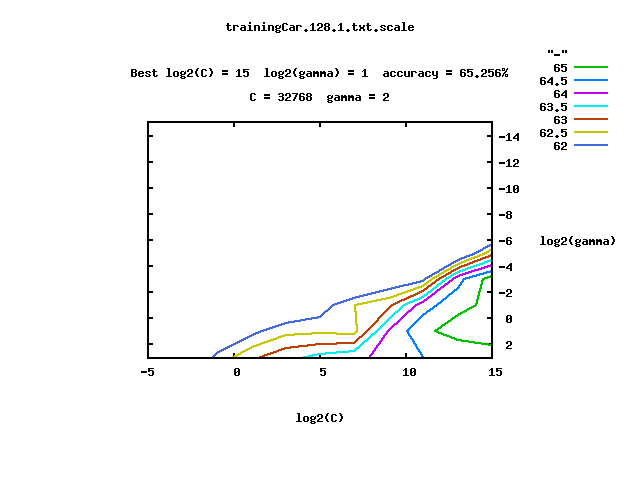 trainingCar.128.1.txt.scale
Best log2(C) = 15  log2(gamma) = 1  accuracy = 65.256%
C = 32768  gamma = 2
"-"
65
64.5
64
63.5
63
62.5
62
-14
-12
-10
-8
-6
log2(gamma)
-4
-2
0
2
-5 0 5 10 15
log2(C)